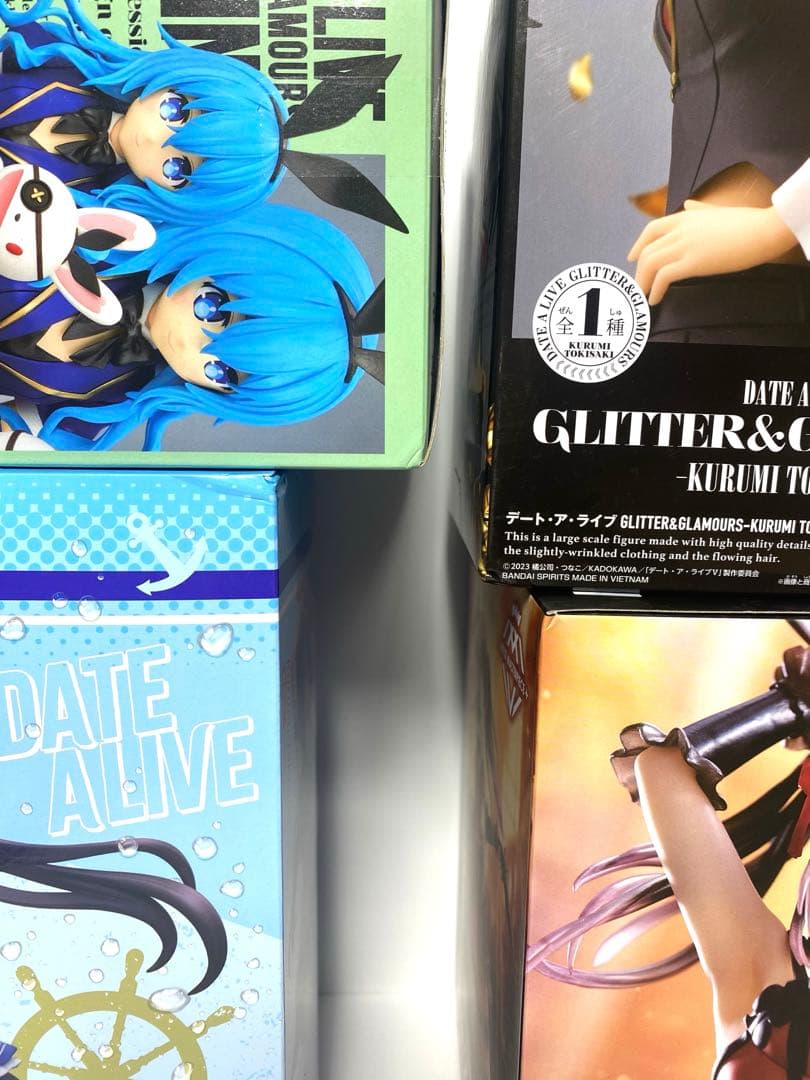 DATE A LIVE GLITTER&GLAMOURS
ぜん しゅ
全1種
KURUMI
TOKISAKI
DATE A
GLITTER&G
-KURUMI TO
デート・ア・ライブ GLITTER&GLAMOURS-KURUMI TO
This is a large scale figure made with high quality details
the slightly-wrinkled clothing and the flowing hair.
©2023 橘公司・つなこ/KADOKAWA/「デート・ア・ライブV」製作委員会
BANDAI SPIRITS MADE IN VIETNAM
DATE
ALIVE